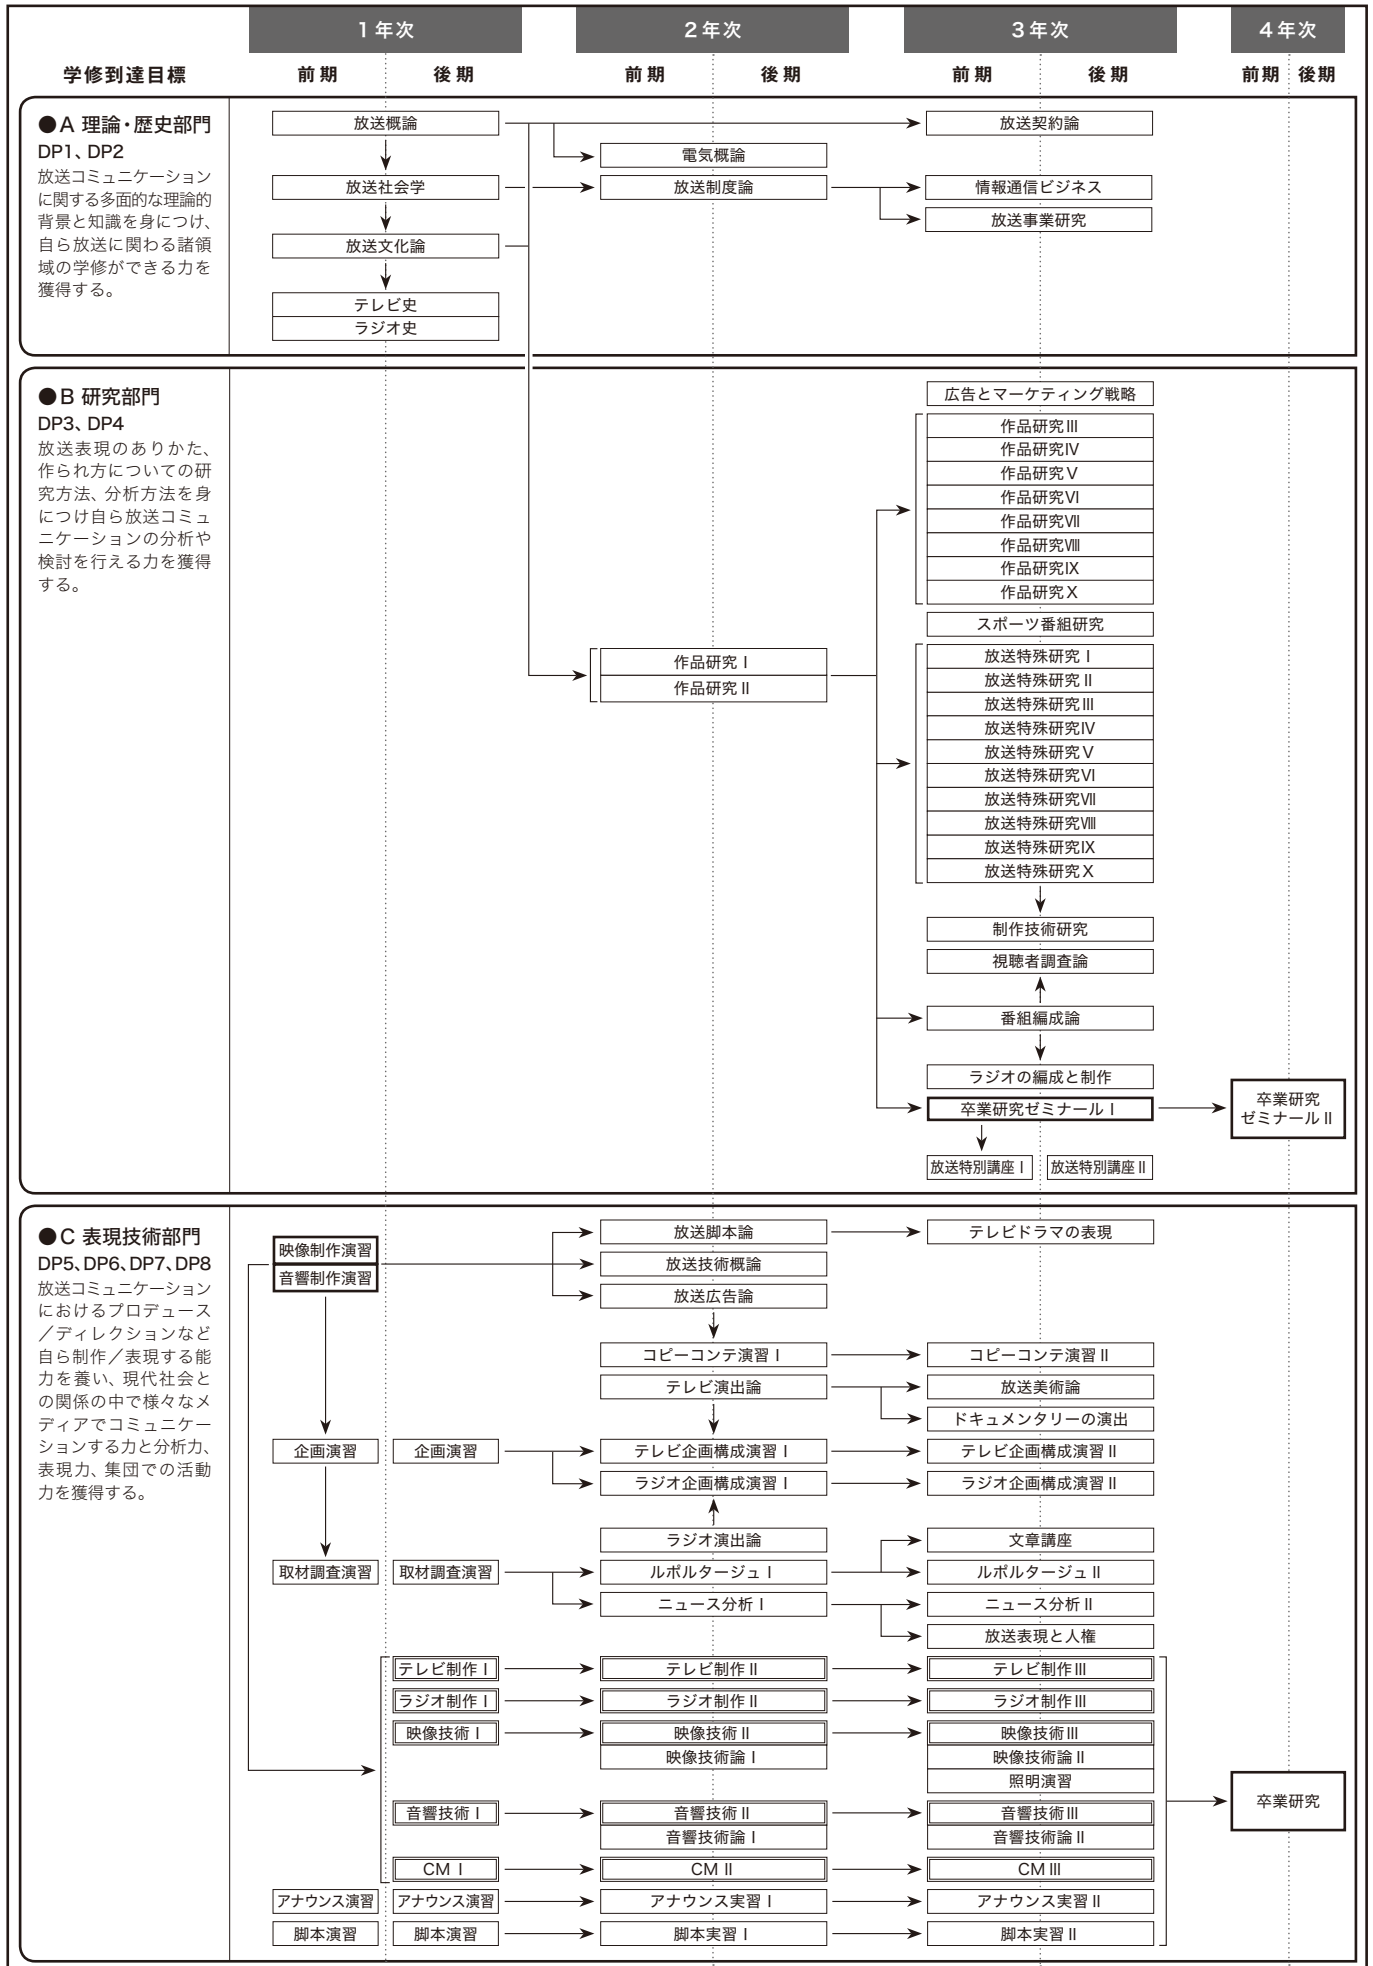 1年次 2年次 3年次 4年次
学修到達目標 前期 後期 前期 後期 前期 後期 前期 後期
●A 理論・歴史部門
DP1、DP2
放送コミュニケーション
に関する多面的な理論的
背景と知識を身につけ、
自ら放送に関わる諸領
域の学修ができる力を
獲得する。
放送概論 放送契約論
電気概論
放送社会学 放送制度論 情報通信ビジネス
放送事業研究
放送文化論
テレビ史
ラジオ史
●B 研究部門
DP3、DP4
放送表現のありかた、
作られ方についての研
究方法、分析方法を身
につけ自ら放送コミュ
ニケーションの分析や
検討を行える力を獲得
する。
広告とマーケティング戦略
作品研究Ⅲ
作品研究Ⅳ
作品研究Ⅴ
作品研究Ⅵ
作品研究Ⅶ
作品研究Ⅷ
作品研究Ⅸ
作品研究Ⅹ
スポーツ番組研究
作品研究Ⅰ
作品研究Ⅱ
放送特殊研究Ⅰ
放送特殊研究Ⅱ
放送特殊研究Ⅲ
放送特殊研究Ⅳ
放送特殊研究Ⅴ
放送特殊研究Ⅵ
放送特殊研究Ⅶ
放送特殊研究Ⅷ
放送特殊研究Ⅸ
放送特殊研究Ⅹ
制作技術研究
視聴者調査論
番組編成論
ラジオの編成と制作
卒業研究ゼミナールⅠ
卒業研究
ゼミナールⅡ
放送特別講座Ⅰ 放送特別講座Ⅱ
●C 表現技術部門
DP5、DP6、DP7、DP8
放送コミュニケーション
におけるプロデュース
／ディレクションなど
自ら制作／表現する能
力を養い、現代社会と
の関係の中で様々なメ
ディアでコミュニケー
ションする力と分析力、
表現力、集団での活動
力を獲得する。
映像制作演習
音響制作演習
放送脚本論 テレビドラマの表現
放送技術概論
放送広告論
コピーコンテ演習Ⅰ コピーコンテ演習Ⅱ
テレビ演出論 放送美術論
ドキュメンタリーの演出
企画演習 企画演習 テレビ企画構成演習Ⅰ テレビ企画構成演習Ⅱ
ラジオ企画構成演習Ⅰ ラジオ企画構成演習Ⅱ
ラジオ演出論 文章講座
取材調査演習 取材調査演習 ルポルタージュⅠ ルポルタージュⅡ
ニュース分析Ⅰ ニュース分析Ⅱ
放送表現と人権
テレビ制作Ⅰ テレビ制作Ⅱ テレビ制作Ⅲ
ラジオ制作Ⅰ ラジオ制作Ⅱ ラジオ制作Ⅲ
映像技術Ⅰ 映像技術Ⅱ 映像技術Ⅲ
映像技術論Ⅰ 映像技術論Ⅱ
照明演習
卒業研究
音響技術Ⅰ 音響技術Ⅱ 音響技術Ⅲ
音響技術論Ⅰ 音響技術論Ⅱ
CMⅠ CMⅡ CMⅢ
アナウンス演習 アナウンス演習 アナウンス実習Ⅰ アナウンス実習Ⅱ
脚本演習 脚本演習 脚本実習Ⅰ 脚本実習Ⅱ